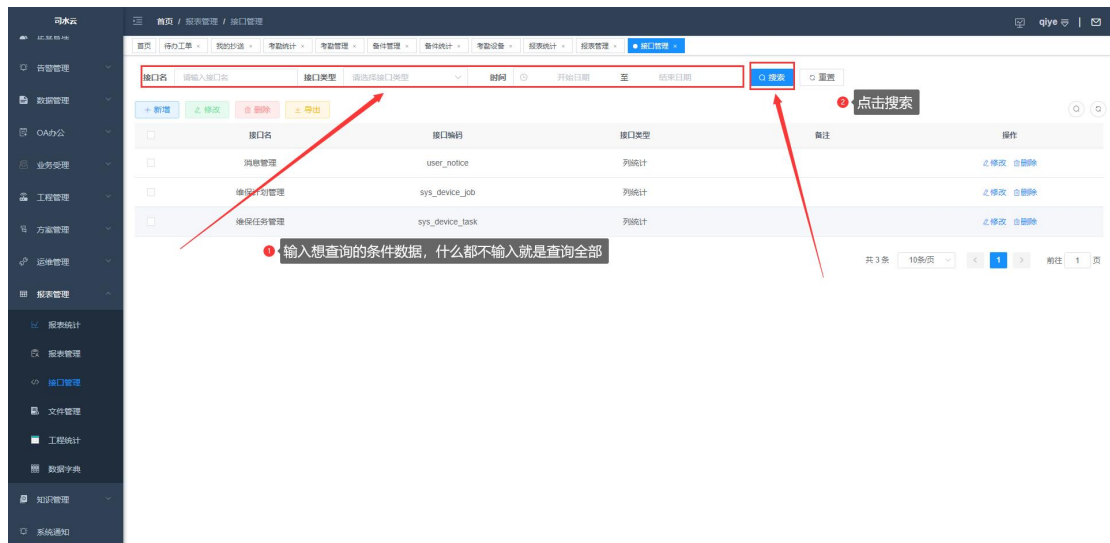 司水云
首页 / 报表管理 / 接口管理
qiye
企业管理
首页 待办工单 × 我的抄送 × 考勤统计 × 考勤管理 × 备件管理 × 备件统计 × 考勤设备 × 报表统计 × 报表管理 × 接口管理 ×
接口名 请输入接口名 接口类型 请选择接口类型 时间 开始日期 至 结束日期 搜索 重置
告警管理
2 点击搜索
+ 新增 修改 删除 导出
数据管理
OA办公
接口名 接口编码 接口类型 备注 操作
业务受理
消息管理 user_notice 列统计 修改 删除
工程管理
维保计划管理 sys_device_job 列统计 修改 删除
方案管理
维保任务管理 sys_device_task 列统计 修改 删除
1 输入想查询的条件数据，什么都不输入就是查询全部
运维管理
共 3 条 10条/页 < 1 > 前往 1 页
报表管理
报表统计
报表管理
接口管理
文件管理
工程统计
数据字典
知识管理
系统通知